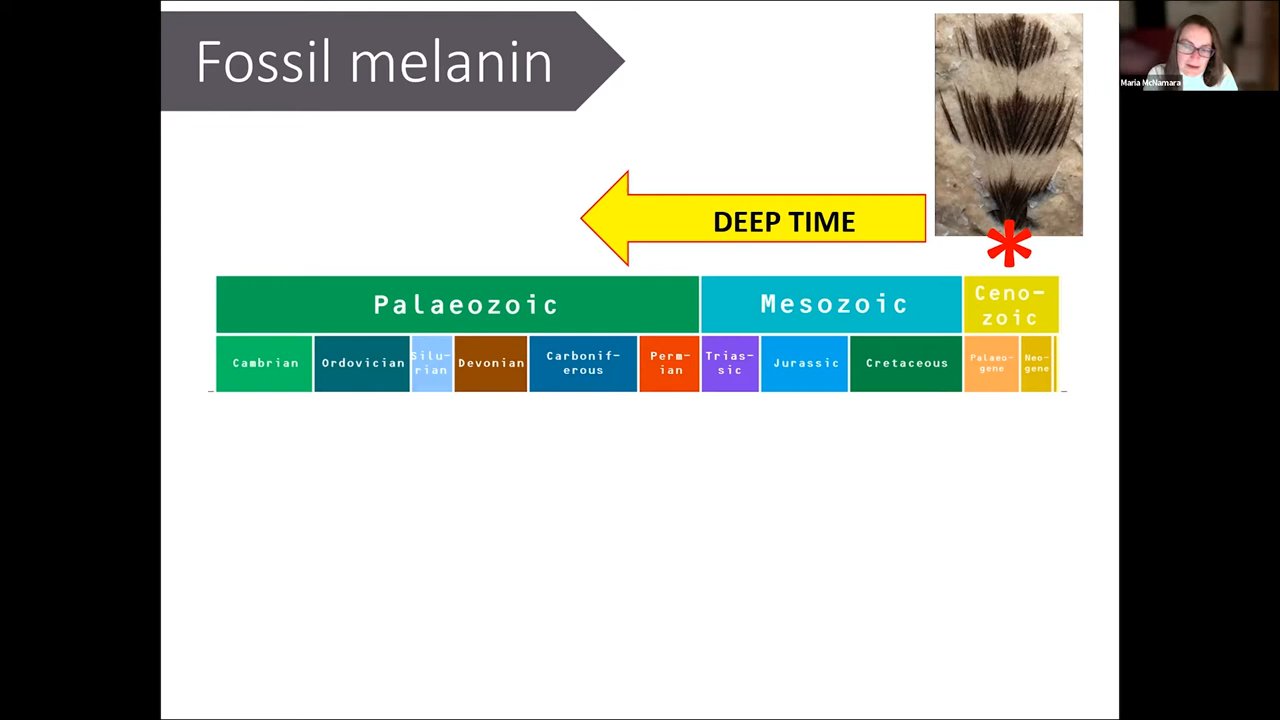 Fossil melanin
Maria McNamara
DEEP TIME
*
Palaeozoic
Mesozoic
Ceno-
zoic
Cambrian
Ordovician
Silu-
rian
Devonian
Carbonif-
erous
Perm-
ian
Trias-
sic
Jurassic
Cretaceous
Palaeo-
gene
Neo-
gene